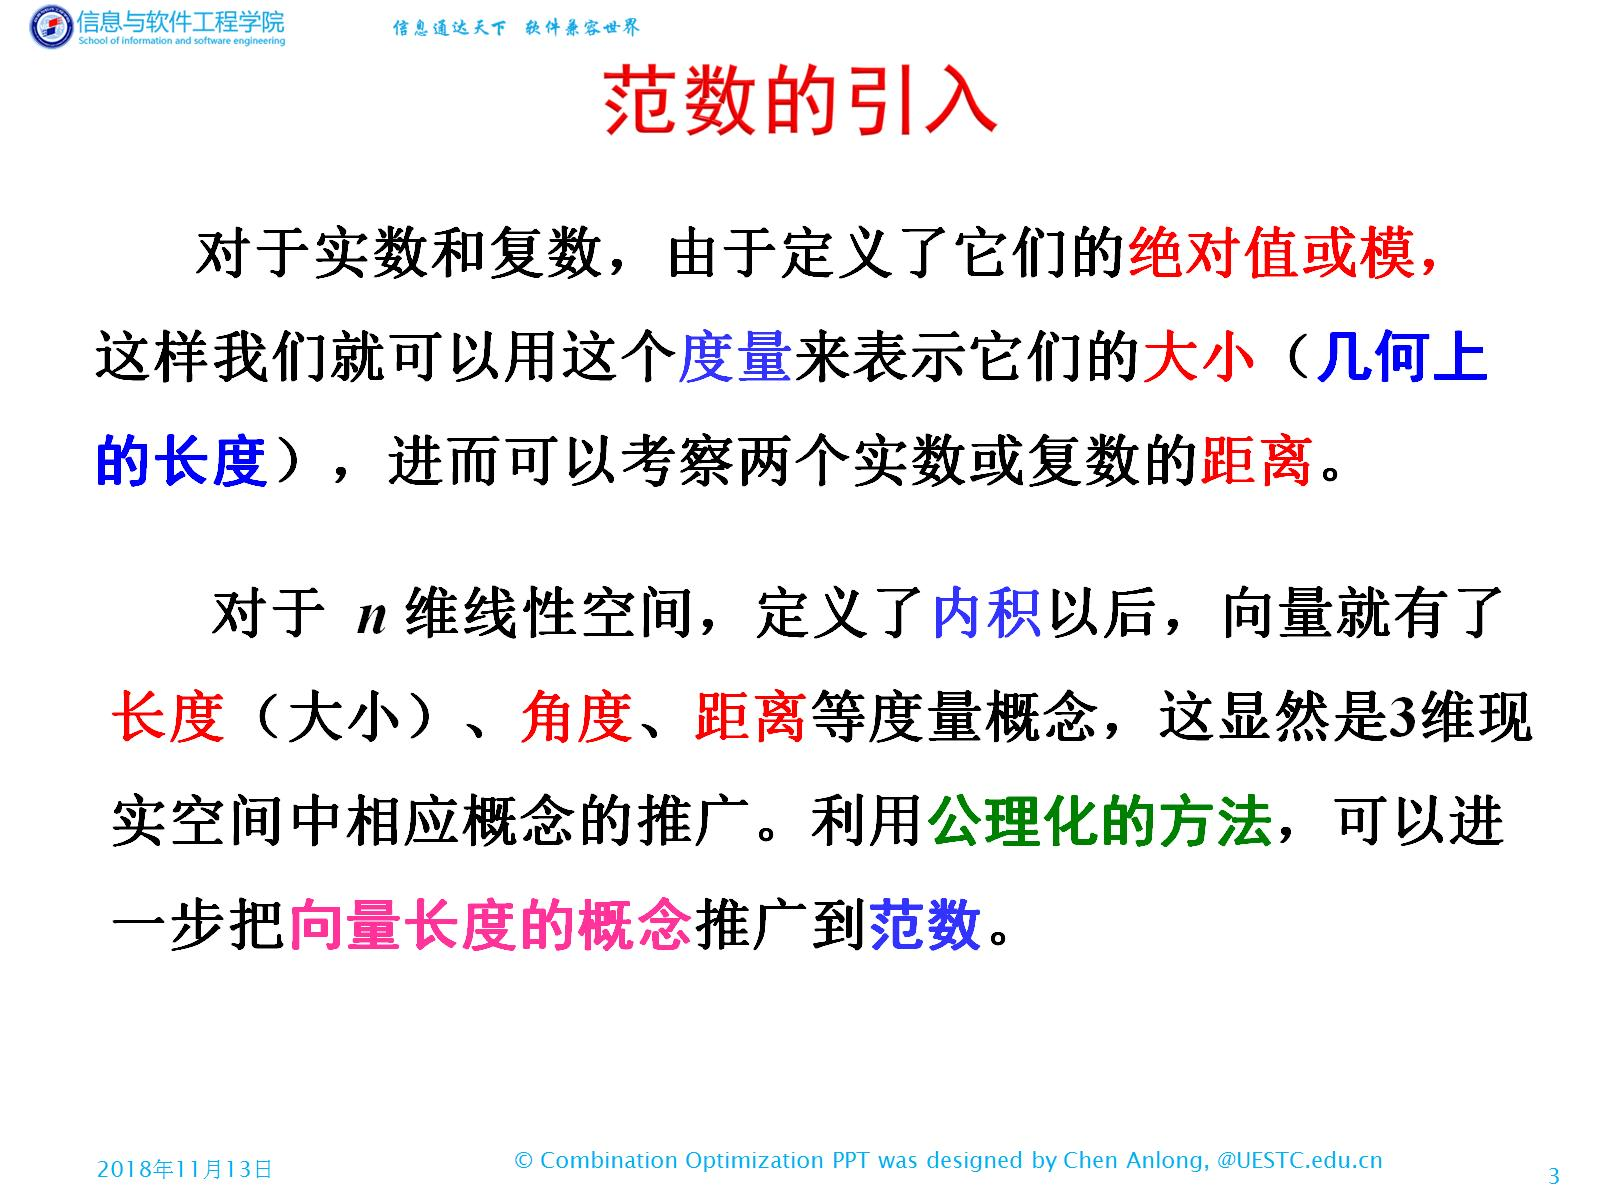 信息与软件工程学院
School of information and software engineering
信息通达天下 软件兼容世界
范数的引入
对于实数和复数，由于定义了它们的绝对值或模，
这样我们就可以用这个度量来表示它们的大小（几何上
的长度），进而可以考察两个实数或复数的距离。
对于 n 维线性空间，定义了内积以后，向量就有了
长度（大小）、角度、距离等度量概念，这显然是3维现
实空间中相应概念的推广。利用公理化的方法，可以进
一步把向量长度的概念推广到范数。
2018年11月13日
© Combination Optimization PPT was designed by Chen Anlong, @UESTC.edu.cn
3